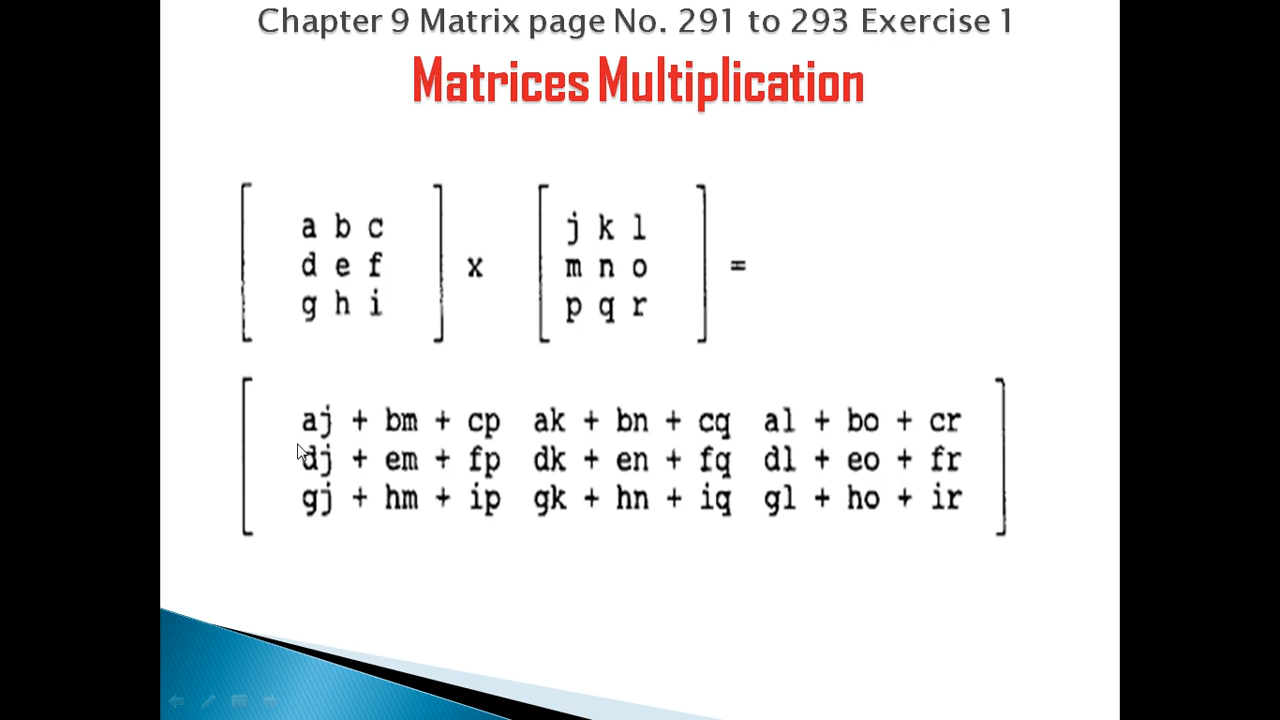 Chapter 9 Matrix page No. 291 to 293 Exercise 1
Matrices Multiplication
a b c
d e f
g h i
x
j k l
m n o
p q r
=
aj + bm + cp ak + bn + cq al + bo + cr
dj + em + fp dk + en + fq dl + eo + fr
gj + hm + ip gk + hn + iq gl + ho + ir